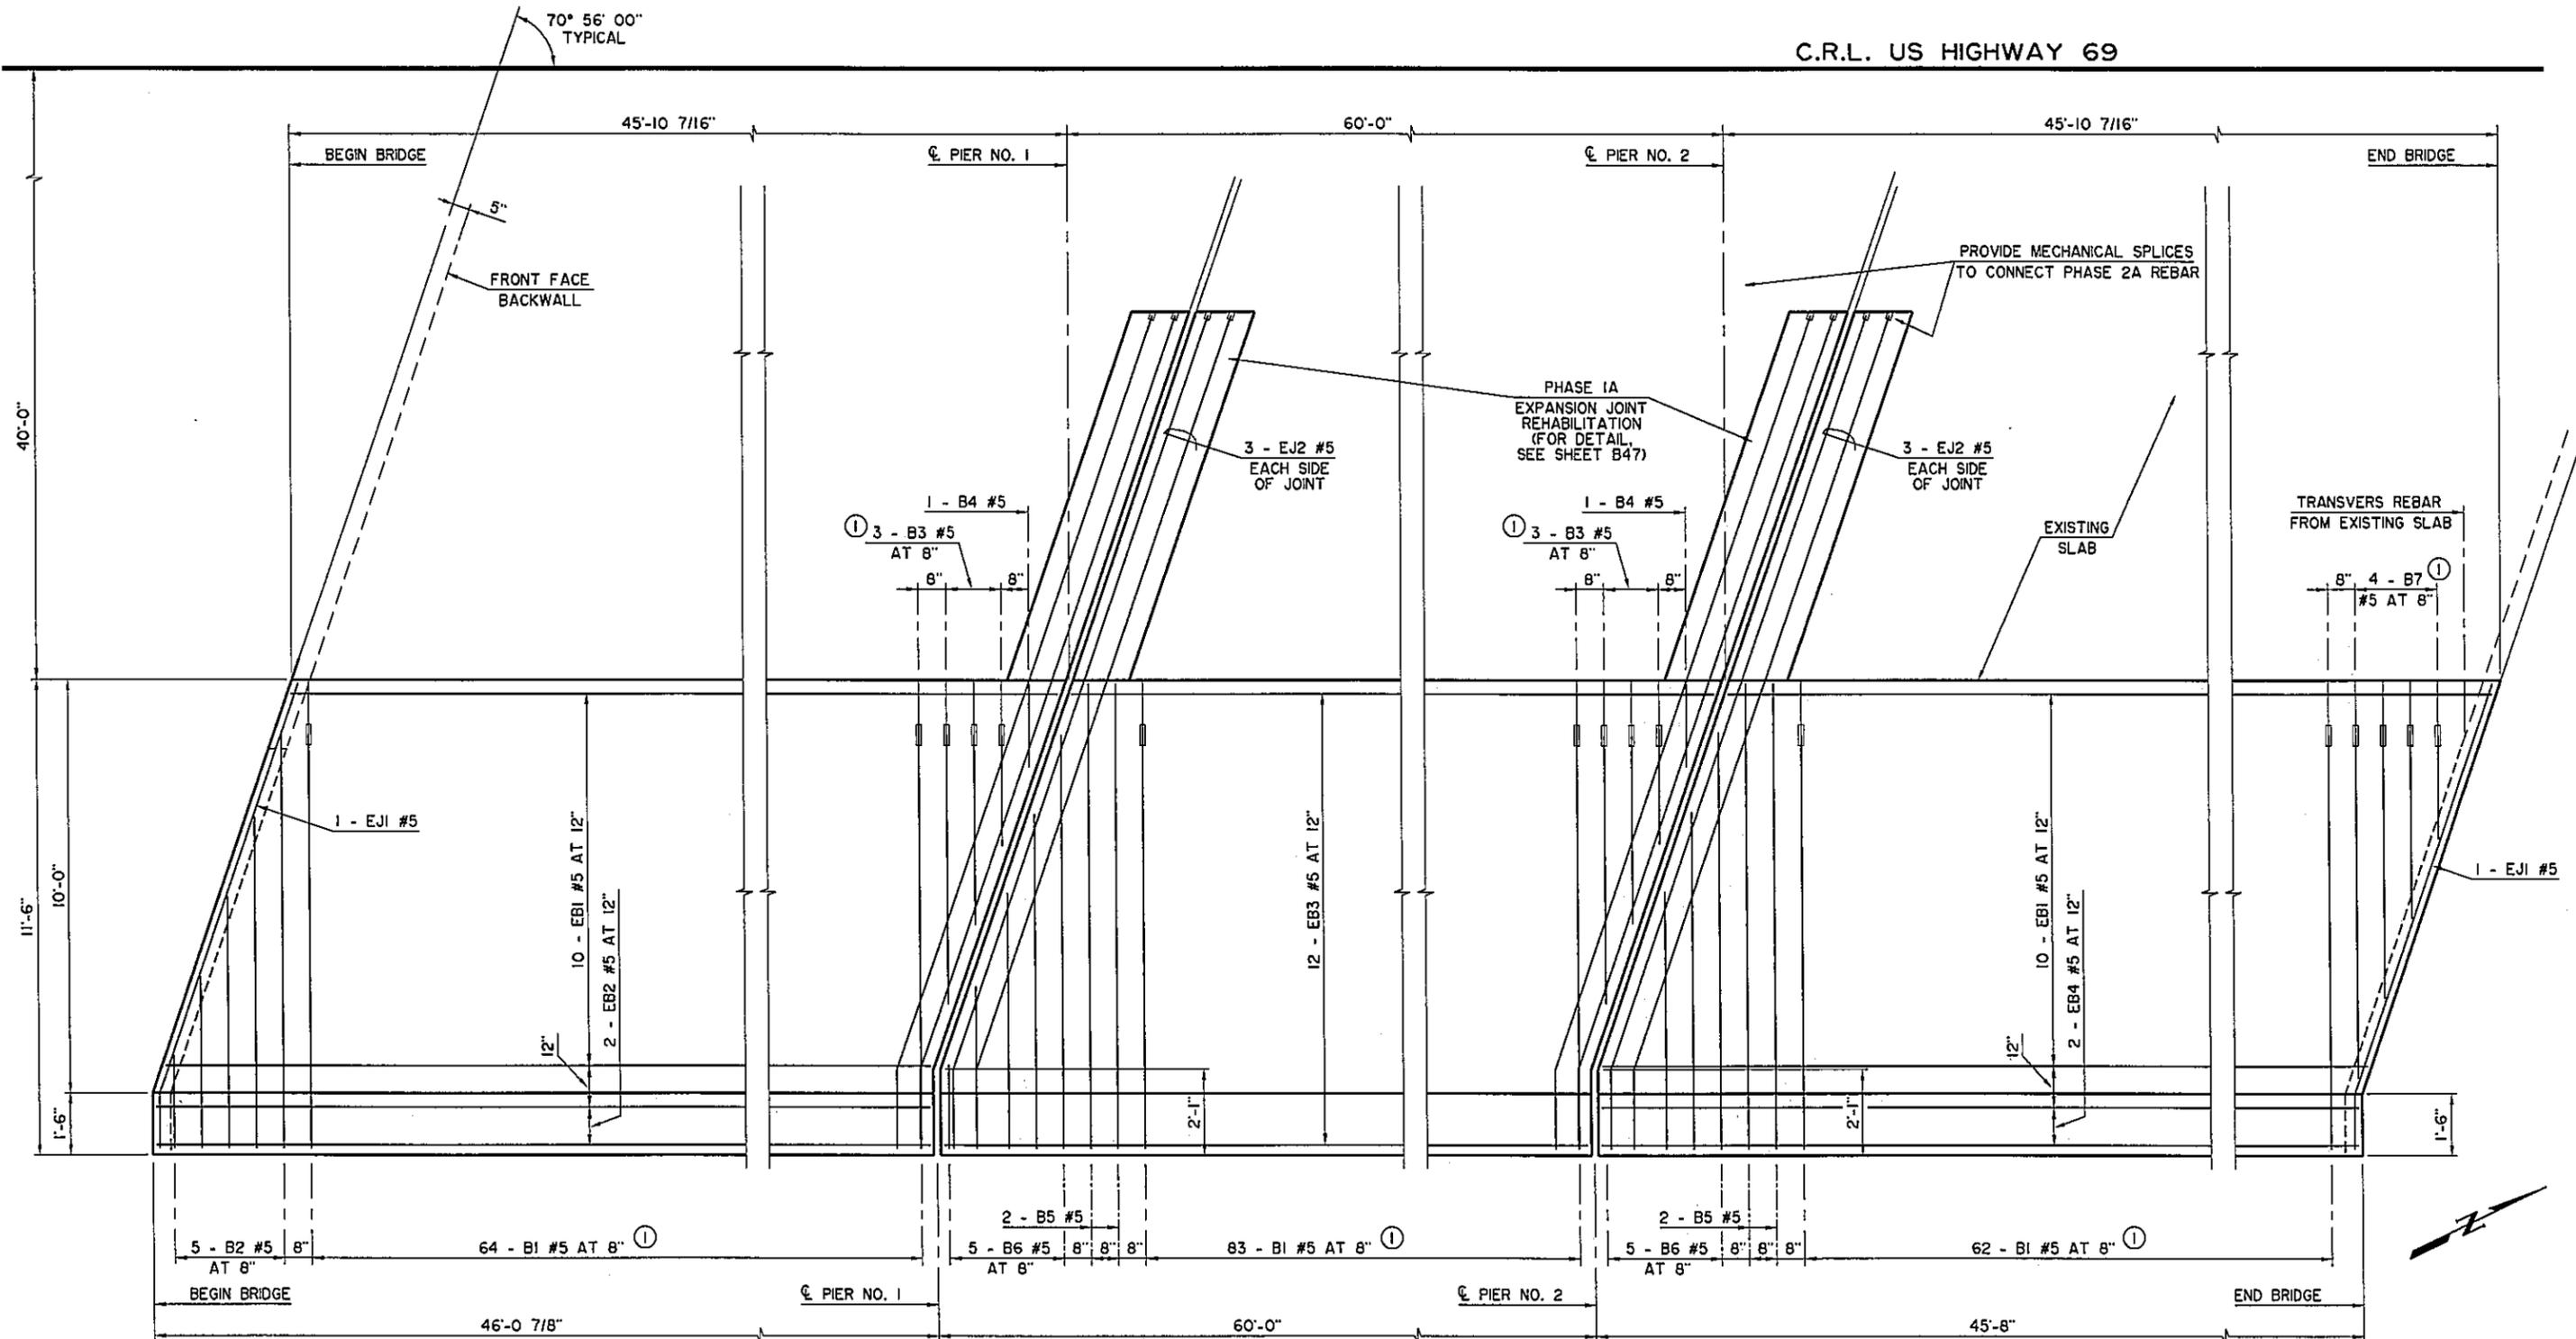 70° 56' 00"
TYPICAL
C.R.L. US HIGHWAY 69
45'-10 7/16"
60'-0"
45'-10 7/16"
BEGIN BRIDGE
℄ PIER NO. 1
℄ PIER NO. 2
END BRIDGE
5"
FRONT FACE
BACKWALL
PROVIDE MECHANICAL SPLICES
TO CONNECT PHASE 2A REBAR
40'-0"
PHASE 1A
EXPANSION JOINT
REHABILITATION
(FOR DETAIL,
SEE SHEET B47)
3 - EJ2 #5
EACH SIDE
OF JOINT
3 - EJ2 #5
EACH SIDE
OF JOINT
1 - B4 #5
① 3 - B3 #5
AT 8"
8"
8"
1 - B4 #5
① 3 - B3 #5
AT 8"
8"
8"
EXISTING
SLAB
TRANSVERS REBAR
FROM EXISTING SLAB
8"
4 - B7 ①
#5 AT 8"
1 - EJ1 #5
10 - EB1 #5 AT 12"
2 - EB2 #5 AT 12"
12"
12 - EB3 #5 AT 12"
10 - EB1 #5 AT 12"
2 - EB4 #5 AT 12"
12"
1 - EJ1 #5
11'-6"
10'-0"
1'-6"
2'-1"
2'-1"
1'-6"
5 - B2 #5
AT 8"
8"
64 - B1 #5 AT 8" ①
2 - B5 #5
5 - B6 #5
AT 8"
8"
8"
8"
83 - B1 #5 AT 8" ①
2 - B5 #5
5 - B6 #5
AT 8"
8"
8"
8"
62 - B1 #5 AT 8" ①
N
BEGIN BRIDGE
℄ PIER NO. 1
℄ PIER NO. 2
END BRIDGE
46'-0 7/8"
60'-0"
45'-8"